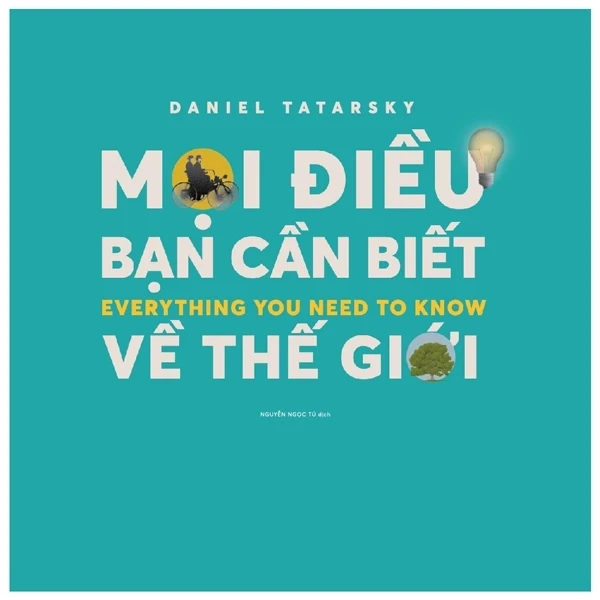 DANIEL TATARSKY
MỌI ĐIỀU
BẠN CẦN BIẾT
EVERYTHING YOU NEED TO KNOW
VỀ THẾ GIỚI
NGUYỄN NGỌC TÚ dịch